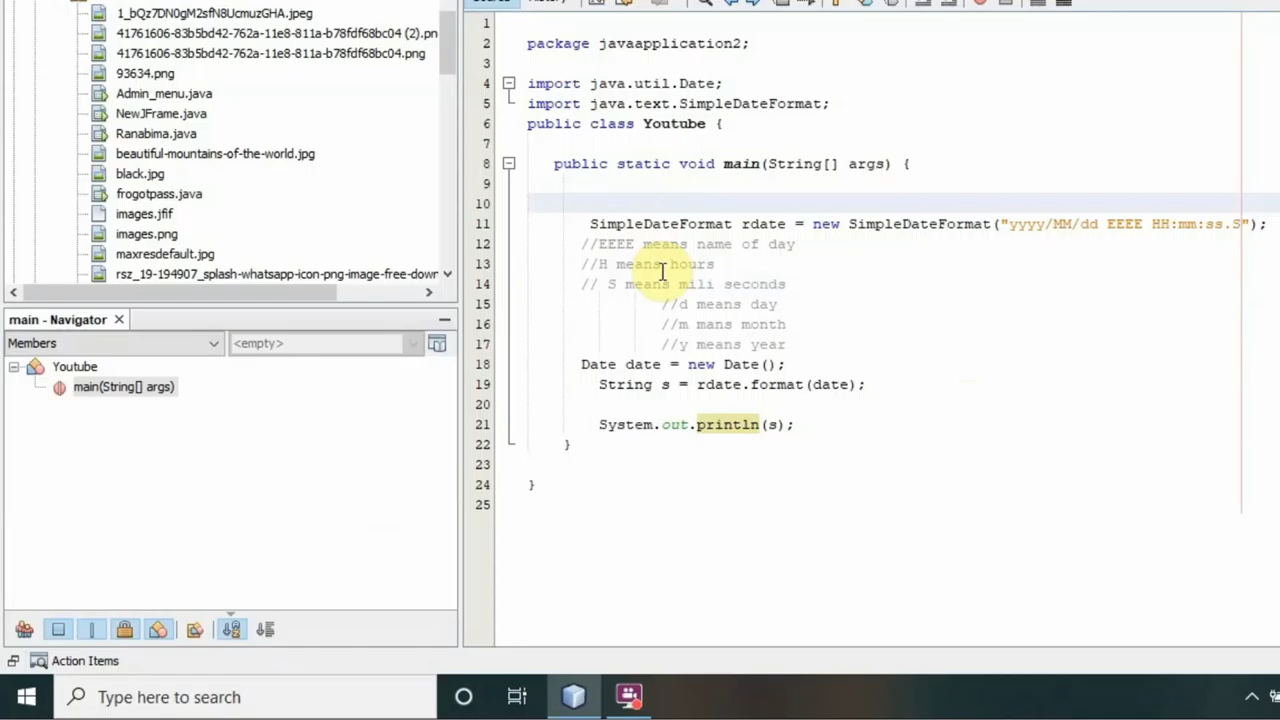 1_bQz7DN0gM2sfN8UcmuzGHA.jpeg
41761606-83b5bd42-762a-11e8-811a-b78fdf68bc04 (2).pn
41761606-83b5bd42-762a-11e8-811a-b78fdf68bc04.png
93634.png
Admin_menu.java
NewJFrame.java
Ranabima.java
beautiful-mountains-of-the-world.jpg
black.jpg
frogotpass.java
images.jfif
images.png
maxresdefault.jpg
rsz_19-194907_splash-whatsapp-icon-png-image-free-dowr
main - Navigator
Members
<empty>
Youtube
main(String[] args)
Action Items
Type here to search
1
2 package javaapplication2;
3
4 import java.util.Date;
5 import java.text.SimpleDateFormat;
6 public class Youtube {
7
8 public static void main(String[] args) {
9
10
11 SimpleDateFormat rdate = new SimpleDateFormat("yyyy/MM/dd EEEE HH:mm:ss.S");
12 //EEEE means name of day
13 //H means hours
14 // S means mili seconds
15 //d means day
16 //m mans month
17 //y means year
18 Date date = new Date();
19 String s = rdate.format(date);
20
21 System.out.println(s);
22 }
23
24 }
25